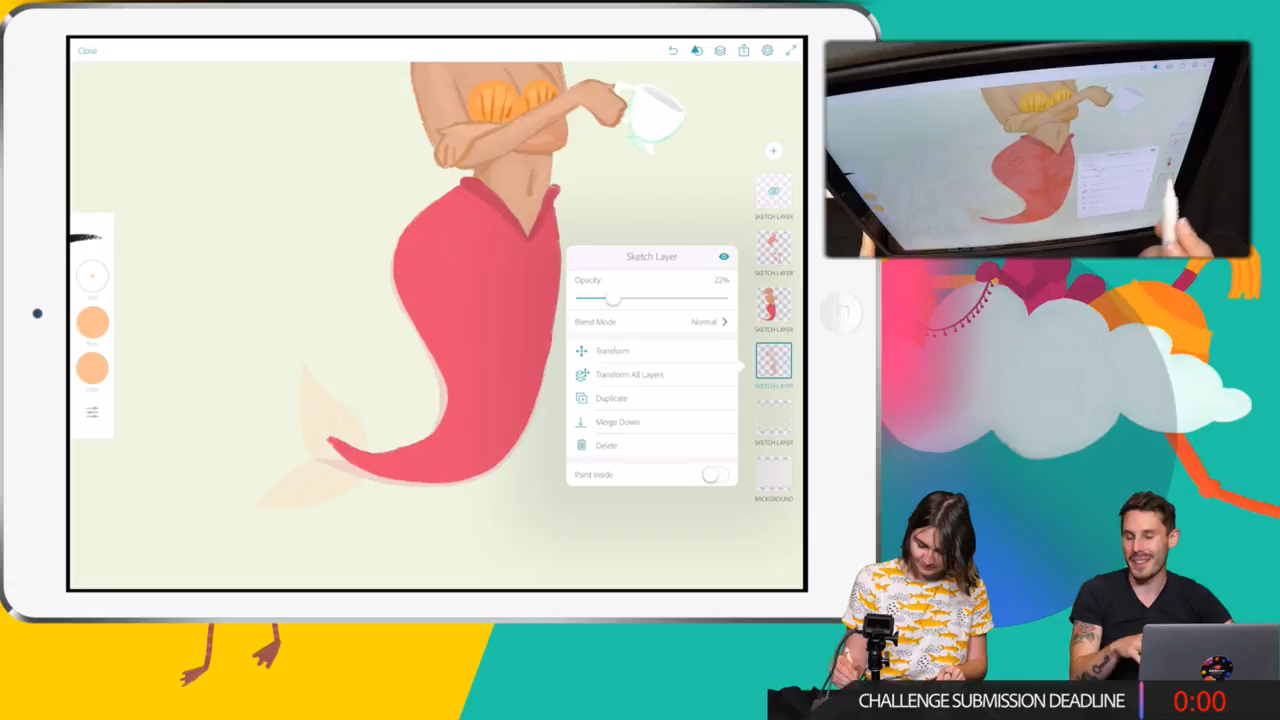 Close
SKETCH LAYER
SKETCH LAYER
SKETCH LAYER
SKETCH LAYER
SKETCH LAYER
BACKGROUND
Sketch Layer
Opacity 22%
Blend Mode Normal
Transform
Transform All Layers
Duplicate
Merge Down
Delete
Paint Inside
CHALLENGE SUBMISSION DEADLINE 0:00